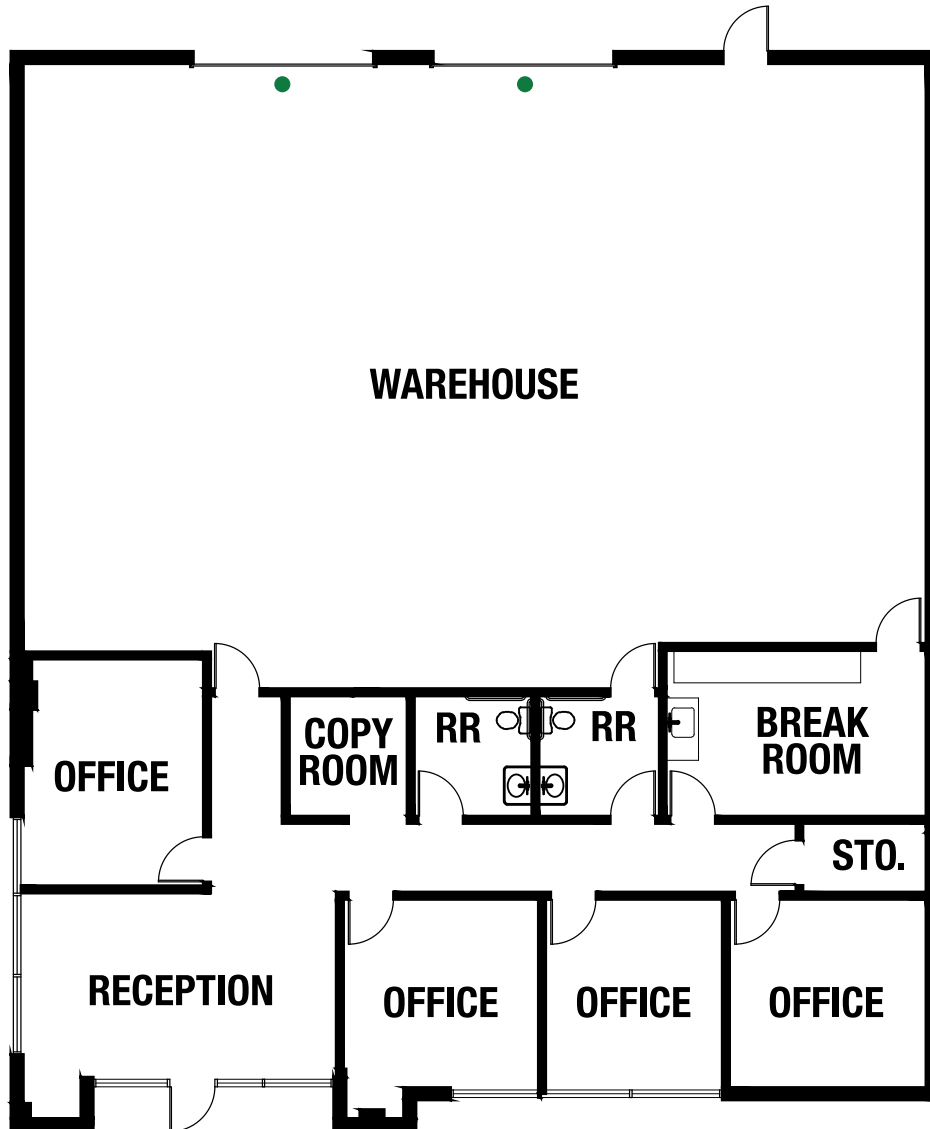 WAREHOUSE
COPY
ROOM
RR
RR
BREAK
ROOM
OFFICE
STO.
RECEPTION
OFFICE
OFFICE
OFFICE